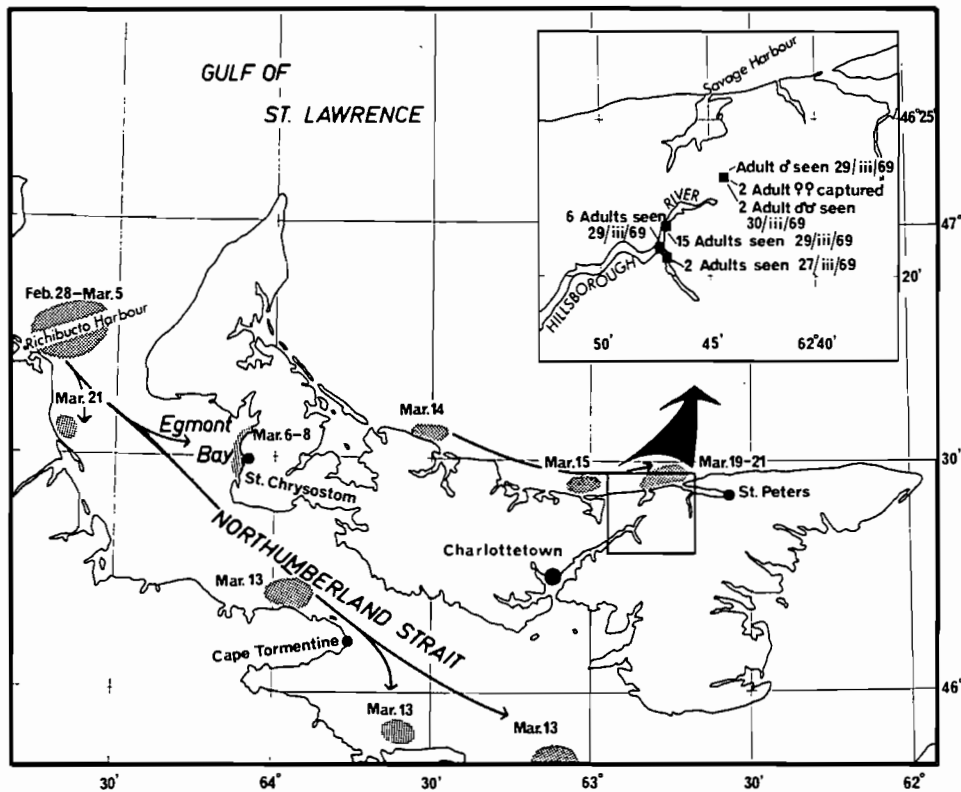 GULF OF
ST. LAWRENCE
Savage Harbour
46° 25'
Adult ♂ seen 29/iii/69
2 Adult ♀♀ captured
2 Adult ♂♂ seen
30/iii/69
RIVER
6 Adults seen
29/iii/69
15 Adults seen 29/iii/69
2 Adults seen 27/iii/69
HILLSBOROUGH
20'
50'
45'
62° 40'
47°
Feb. 28–Mar. 5
Richibucto Harbour
Mar. 21
Egmont
Bay
Mar. 6–8
St. Chrysostom
Mar. 14
Mar. 15
Mar. 19–21
30'
St. Peters
Charlottetown
NORTHUMBERLAND STRAIT
Mar. 13
Cape Tormentine
46°
Mar. 13
Mar. 13
30'
64°
30'
63°
30'
62°